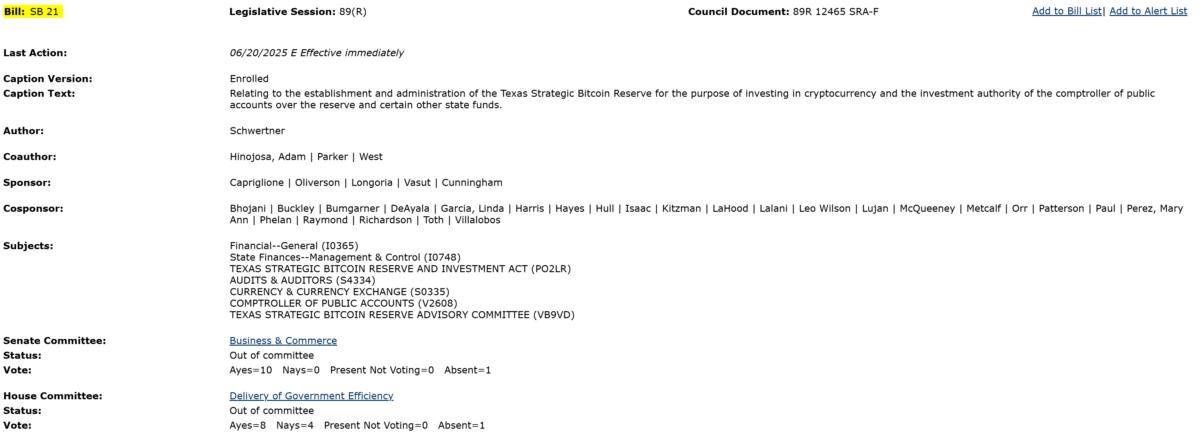 Bill: SB 21 Legislative Session: 89(R) Council Document: 89R 12465 SRA-F Add to Bill List| Add to Alert List
Last Action: 06/20/2025 E Effective immediately
Caption Version: Enrolled
Caption Text: Relating to the establishment and administration of the Texas Strategic Bitcoin Reserve for the purpose of investing in cryptocurrency and the investment authority of the comptroller of public
accounts over the reserve and certain other state funds.
Author: Schwertner
Coauthor: Hinojosa, Adam | Parker | West
Sponsor: Capriglione | Oliverson | Longoria | Vasut | Cunningham
Cosponsor: Bhojani | Buckley | Bumgarner | DeAyala | Garcia, Linda | Harris | Hayes | Hull | Isaac | Kitzman | LaHood | Lalani | Leo Wilson | Lujan | McQueeney | Metcalf | Orr | Patterson | Paul | Perez, Mary
Ann | Phelan | Raymond | Richardson | Toth | Villalobos
Subjects: Financial--General (I0365)
State Finances--Management & Control (I0748)
TEXAS STRATEGIC BITCOIN RESERVE AND INVESTMENT ACT (PO2LR)
AUDITS & AUDITORS (S4334)
CURRENCY & CURRENCY EXCHANGE (S0335)
COMPTROLLER OF PUBLIC ACCOUNTS (V2608)
TEXAS STRATEGIC BITCOIN RESERVE ADVISORY COMMITTEE (VB9VD)
Senate Committee: Business & Commerce
Status: Out of committee
Vote: Ayes=10 Nays=0 Present Not Voting=0 Absent=1
House Committee: Delivery of Government Efficiency
Status: Out of committee
Vote: Ayes=8 Nays=4 Present Not Voting=0 Absent=1